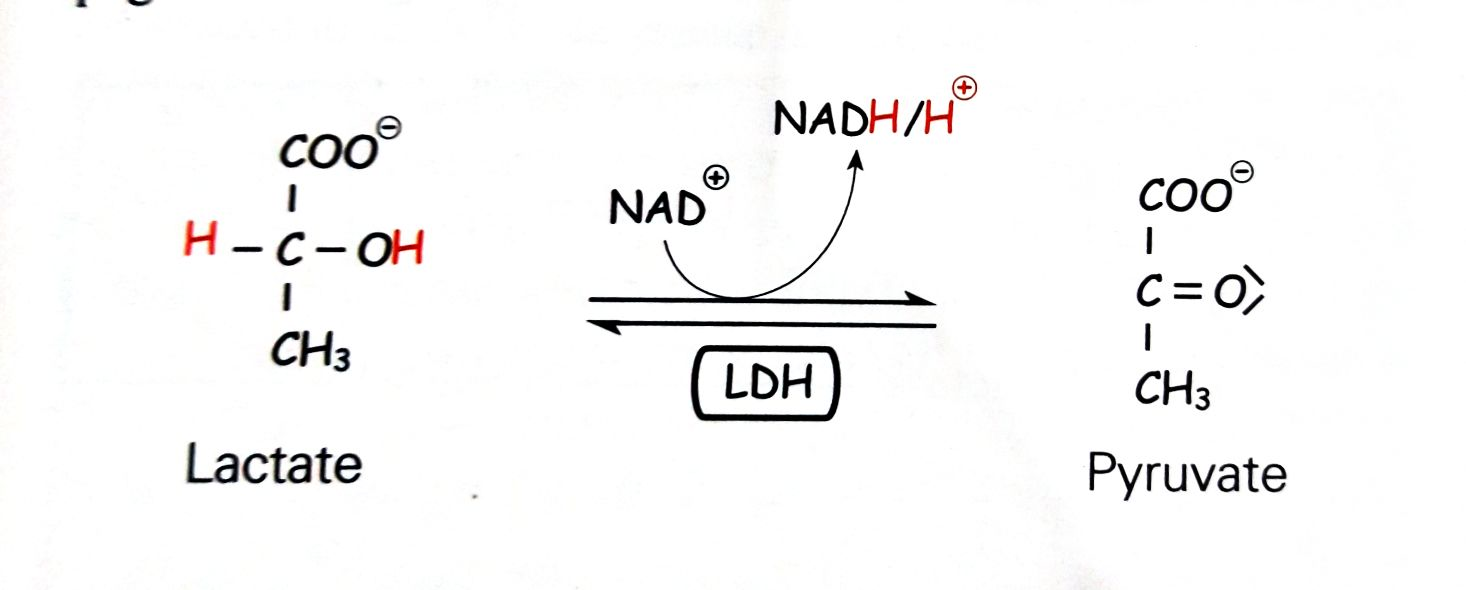 COO⊖
H – C – OH
CH₃
Lactate
NAD⊕
NADH/H⊕
LDH
COO⊖
C = O
CH₃
Pyruvate